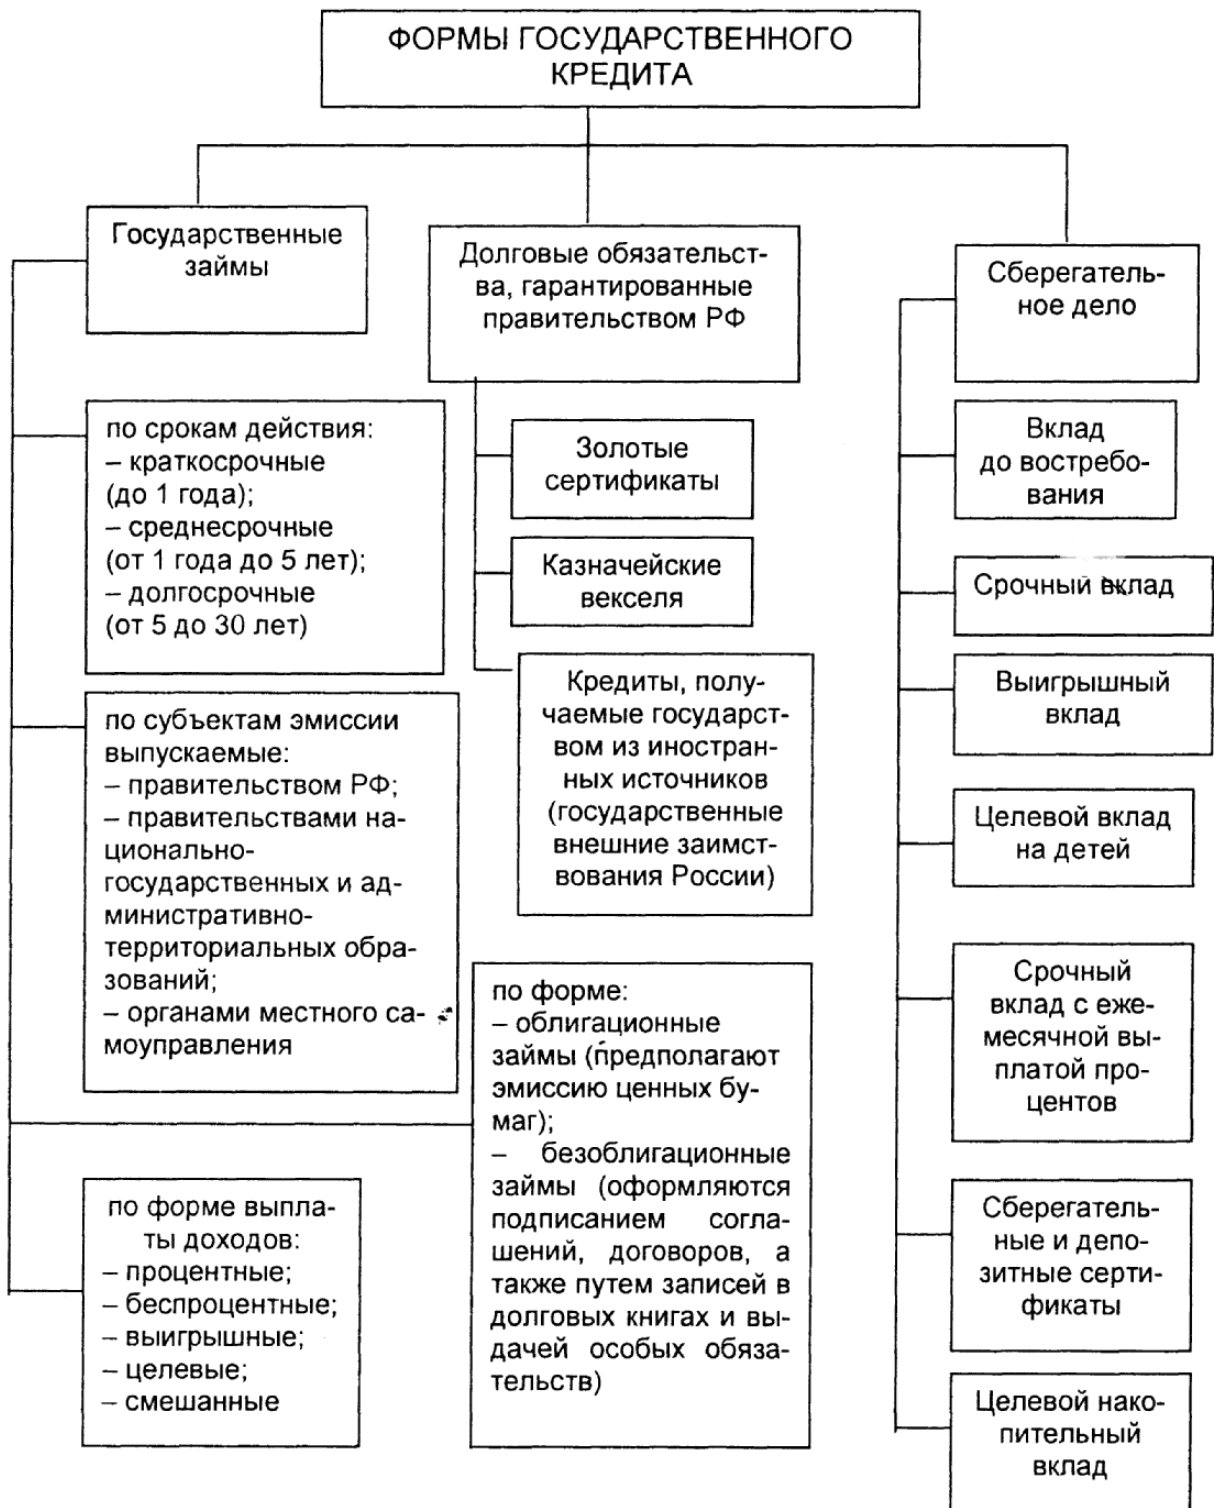 ФОРМЫ ГОСУДАРСТВЕННОГО
КРЕДИТА
Государственные
займы
Долговые обязательст-
ва, гарантированные
правительством РФ
Сберегатель-
ное дело
по срокам действия:
– краткосрочные
(до 1 года);
– среднесрочные
(от 1 года до 5 лет);
– долгосрочные
(от 5 до 30 лет)
по субъектам эмиссии
выпускаемые:
– правительством РФ;
– правительствами на-
ционально-
государственных и ад-
министративно-
территориальных обра-
зований;
– органами местного са-
моуправления
по форме:
– облигационные
займы (предполагают
эмиссию ценных бу-
маг);
– безоблигационные
займы (оформляются
подписанием согла-
шений, договоров, а
также путем записей в
долговых книгах и вы-
дачей особых обяза-
тельств)
по форме выпла-
ты доходов:
– процентные;
– беспроцентные;
– выигрышные;
– целевые;
– смешанные
Золотые
сертификаты
Казначейские
векселя
Кредиты, полу-
чаемые государст-
вом из иностран-
ных источников
(государственные
внешние заимст-
вования России)
Вклад
до востребо-
вания
Срочный вклад
Выигрышный
вклад
Целевой вклад
на детей
Срочный
вклад с еже-
месячной вы-
платой про-
центов
Сберегатель-
ные и депо-
зитные серти-
фикаты
Целевой нако-
пительный
вклад